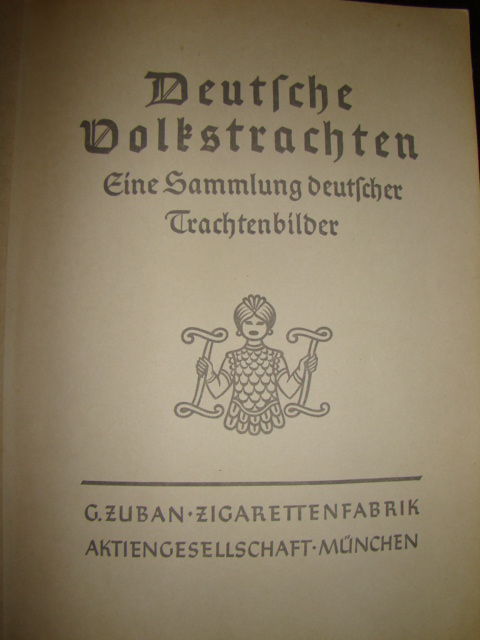 Deutſche
Volkstrachten
Eine Sammlung deutſcher
Trachtenbilder
G. ZUBAN · ZIGARETTENFABRIK
AKTIENGESELLSCHAFT · MÜNCHEN